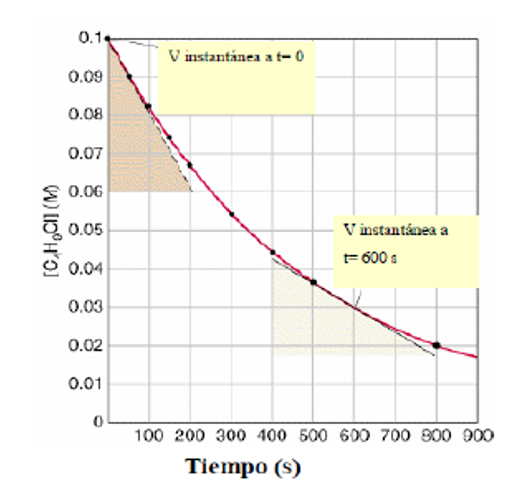 0.1
V instantánea a t= 0
0.09
0.08
0.07
0.06
0.05
V instantánea a
t= 600 s
0.04
0.03
0.02
0.01
0
[C₄H₉Cl] (M)
100 200 300 400 500 600 700 800 900
Tiempo (s)